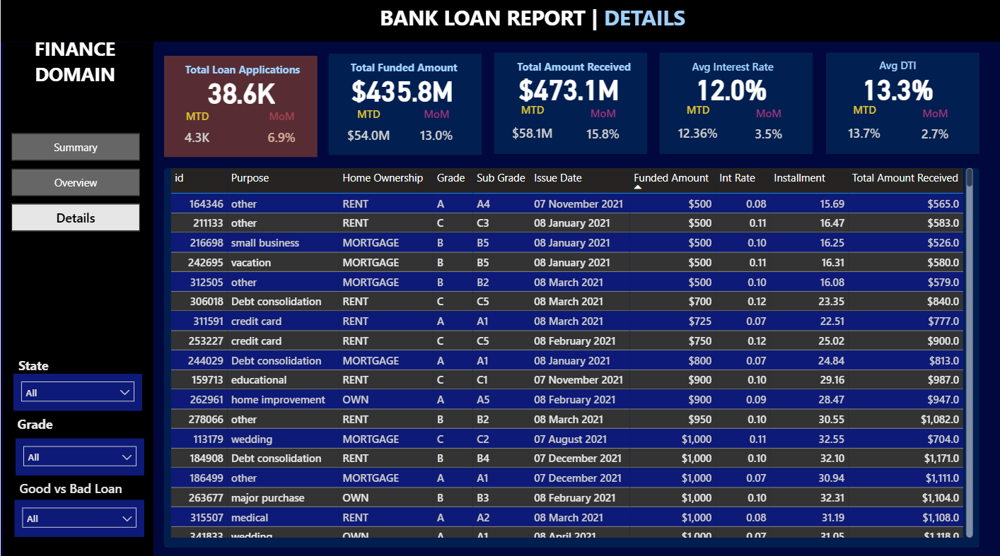 BANK LOAN REPORT | DETAILS
FINANCE
DOMAIN
Summary
Overview
Details
State
All
Grade
All
Good vs Bad Loan
All
Total Loan Applications
38.6K
MTD MoM
4.3K 6.9%
Total Funded Amount
$435.8M
MTD MoM
$54.0M 13.0%
Total Amount Received
$473.1M
MTD MoM
$58.1M 15.8%
Avg Interest Rate
12.0%
MTD MoM
12.36% 3.5%
Avg DTI
13.3%
MTD MoM
13.7% 2.7%
id Purpose Home Ownership Grade Sub Grade Issue Date Funded Amount Int Rate Installment Total Amount Received
164346 other RENT A A4 07 November 2021 $500 0.08 15.69 $565.0
211133 other RENT C C3 08 January 2021 $500 0.11 16.47 $583.0
216698 small business MORTGAGE B B5 08 January 2021 $500 0.10 16.25 $526.0
242695 vacation MORTGAGE B B5 08 January 2021 $500 0.11 16.31 $580.0
312505 other MORTGAGE B B2 08 March 2021 $500 0.10 16.08 $579.0
306018 Debt consolidation RENT C C5 08 March 2021 $700 0.12 23.35 $840.0
311591 credit card RENT A A1 08 March 2021 $725 0.07 22.51 $777.0
253227 credit card RENT C C5 08 February 2021 $750 0.12 25.02 $900.0
244029 Debt consolidation MORTGAGE A A1 08 January 2021 $800 0.07 24.84 $813.0
159713 educational RENT C C1 07 November 2021 $900 0.10 29.16 $987.0
262961 home improvement OWN A A5 08 February 2021 $900 0.09 28.47 $947.0
278066 other RENT B B2 08 March 2021 $950 0.10 30.55 $1,082.0
113179 wedding MORTGAGE C C2 07 August 2021 $1,000 0.11 32.55 $704.0
184908 Debt consolidation RENT B B4 07 December 2021 $1,000 0.10 32.10 $1,171.0
186499 other MORTGAGE A A1 07 December 2021 $1,000 0.07 30.94 $1,111.0
263677 major purchase OWN B B3 08 February 2021 $1,000 0.10 32.31 $1,104.0
315507 medical RENT A A2 08 March 2021 $1,000 0.08 31.19 $1,108.0
341833 wedding OWN A A1 08 April 2021 $1,000 0.07 31.05 $1,118.0